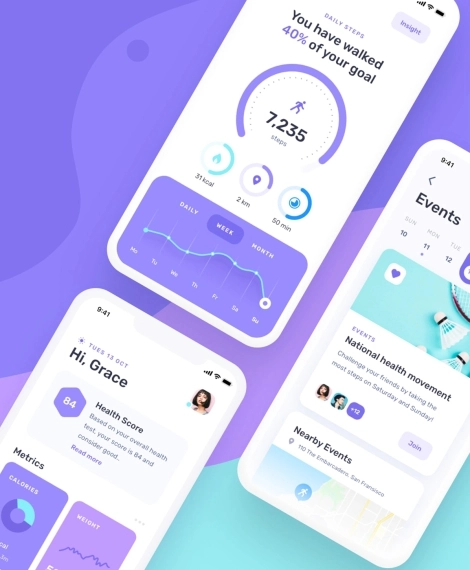 DAILY STEPS
Insight
You have walked
40% of your goal
7,235
steps
31 kcal
2 km
50 min
DAILY
WEEK
MONTH
Mo
Tu
We
Th
Fr
Sa
Su
9:41
Events
SUN
MON
TUE
10
11
12
EVENTS
National health movement
Challenge your friends by taking the
most steps on Saturday and Sunday!
+12
Join
Nearby Events
110 The Embarcadero, San Francisco
9:41
TUES 13 OCT
Hi, Grace
84
Health Score
Based on your overall health
test, your score is 84 and
consider good..
Read more
Metrics
CALORIES
WEIGHT